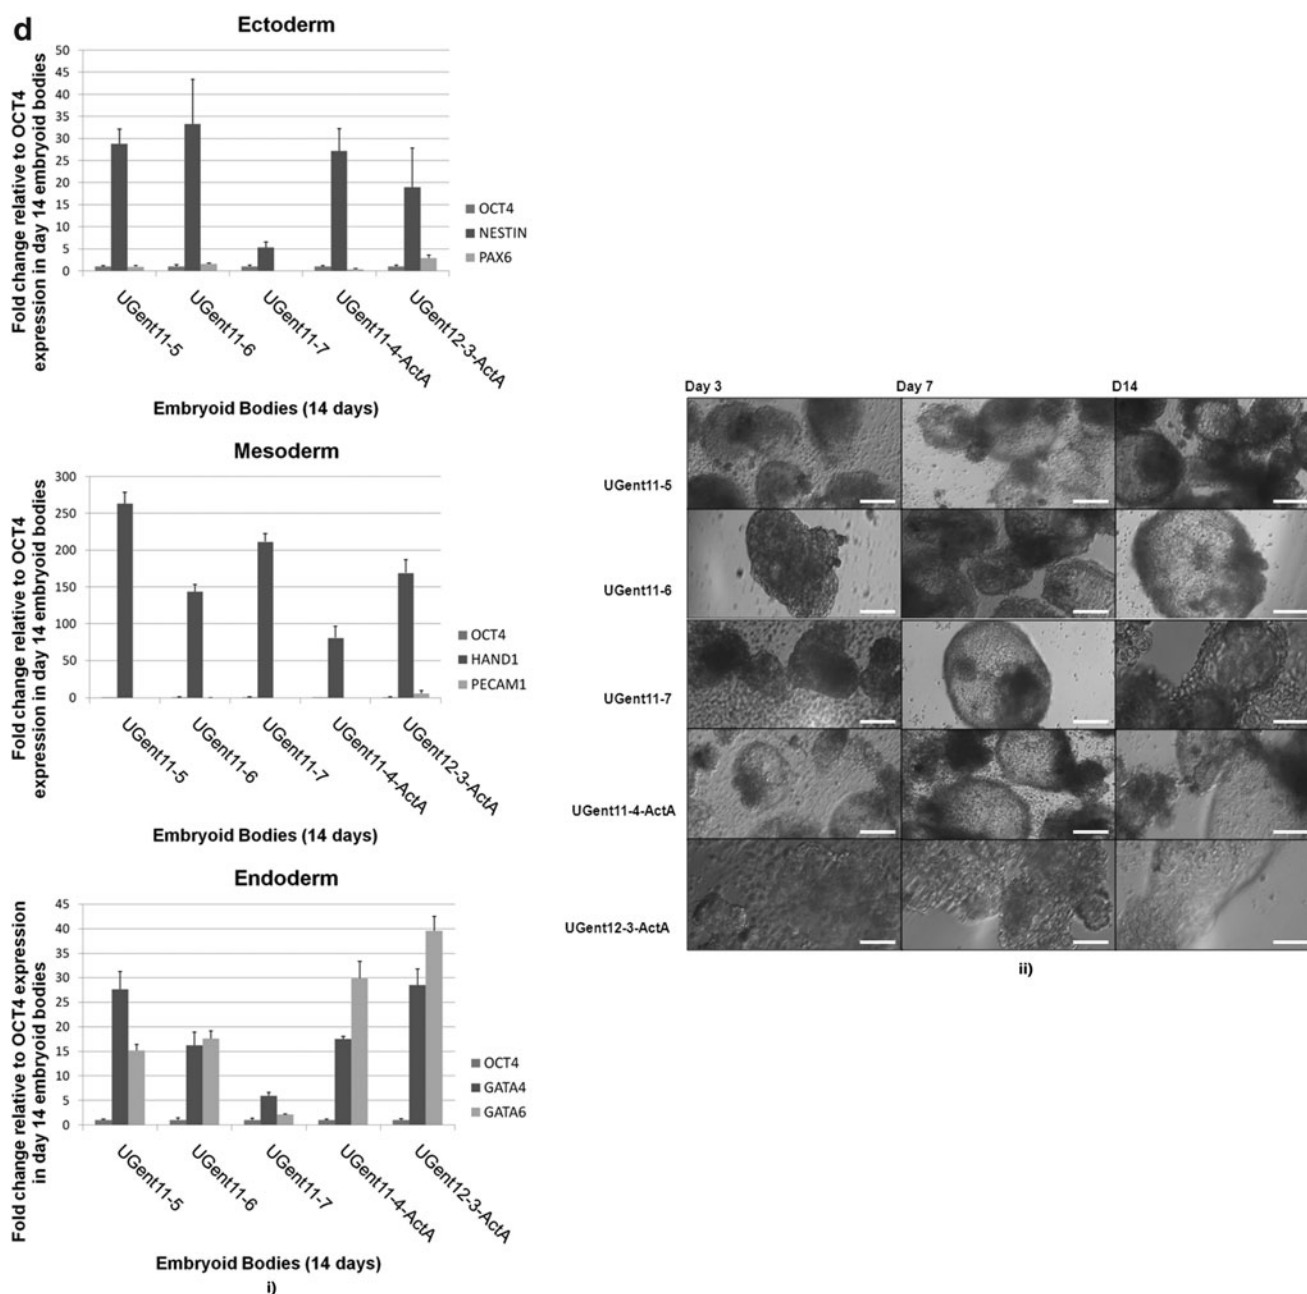 d
Ectoderm
Fold change relative to OCT4
expression in day 14 embryoid bodies
50
45
40
35
30
25
20
15
10
5
0
OCT4
NESTIN
PAX6
UGent11-5
UGent11-6
UGent11-7
UGent11-4-ActA
UGent12-3-ActA
Embryoid Bodies (14 days)
Mesoderm
Fold change relative to OCT4
expression in day 14 embryoid bodies
300
250
200
150
100
50
0
OCT4
HAND1
PECAM1
UGent11-5
UGent11-6
UGent11-7
UGent11-4-ActA
UGent12-3-ActA
Embryoid Bodies (14 days)
Endoderm
Fold change relative to OCT4 expression
in day 14 embryoid bodies
45
40
35
30
25
20
15
10
5
0
OCT4
GATA4
GATA6
UGent11-5
UGent11-6
UGent11-7
UGent11-4-ActA
UGent12-3-ActA
Embryoid Bodies (14 days)
i)
Day 3 Day 7 D14
UGent11-5
UGent11-6
UGent11-7
UGent11-4-ActA
UGent12-3-ActA
ii)